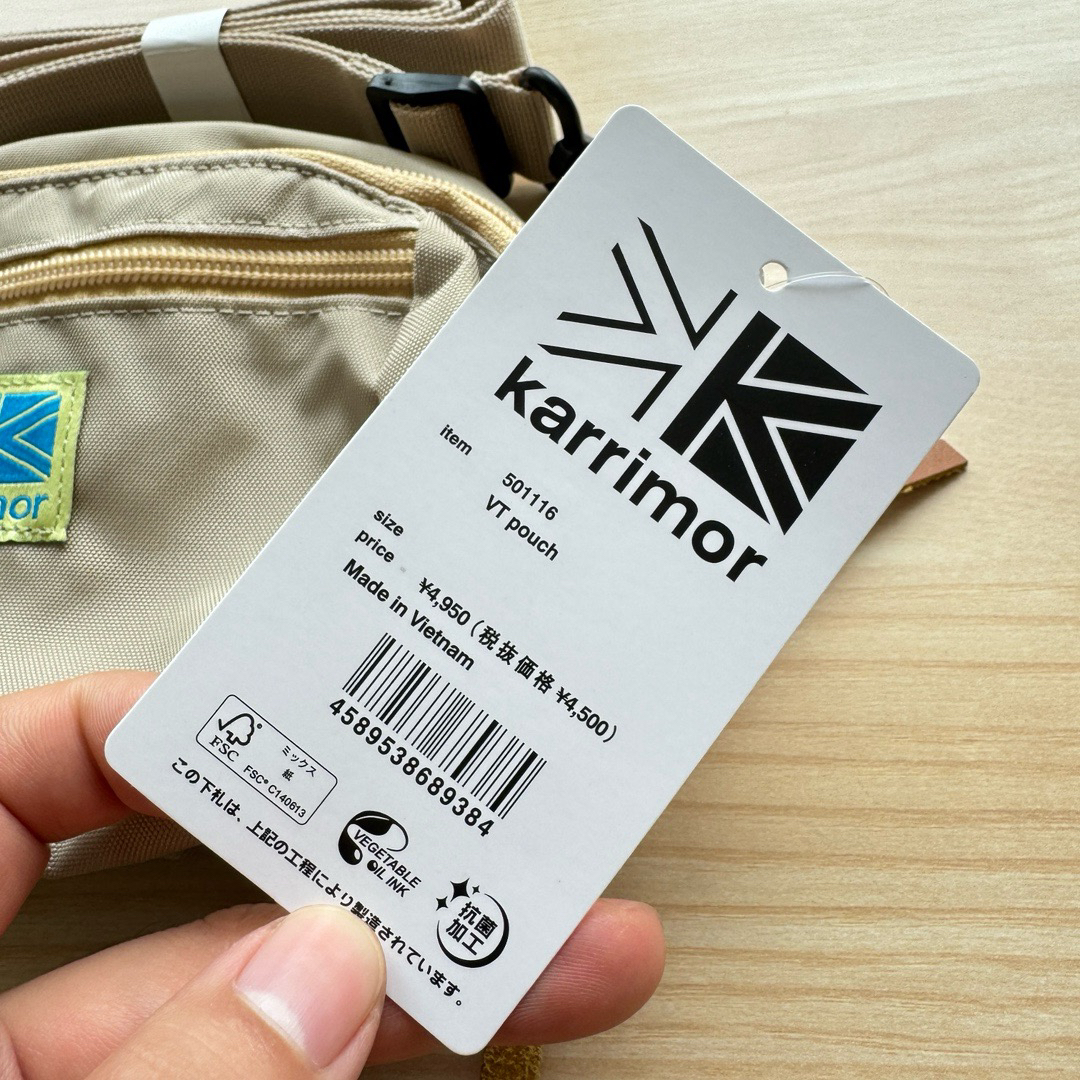 karrimor
item
501116
VT pouch
size
price
¥4,950（税抜価格 ¥4,500）
Made in Vietnam
4589538689384
FSC
ミックス
紙
FSC® C140613
この下札は、上記の工程により製造されています。
VEGETABLE
OIL INK
抗菌
加工